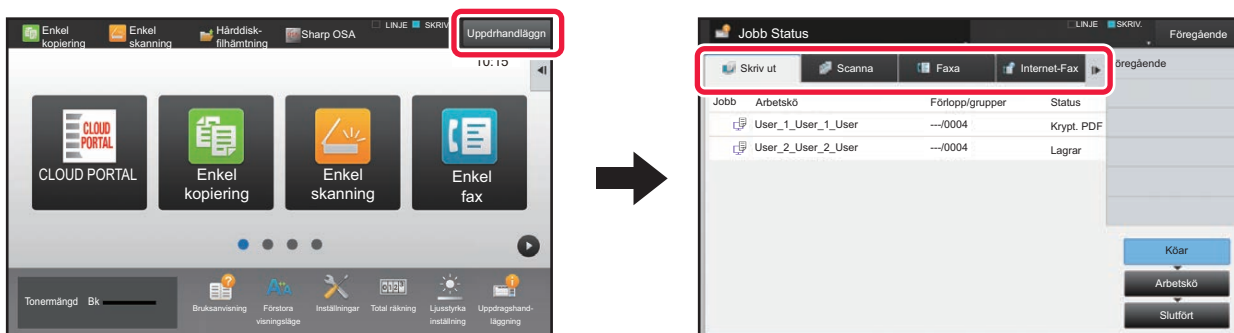 Enkel
kopiering
Enkel
skanning
Hårddisk-
filhämtning
Sharp OSA
LINJE
SKRIV
Uppdrhandläggn
10:15
CLOUD
PORTAL
CLOUD PORTAL
Enkel
kopiering
Enkel
skanning
Enkel
fax
Tonermängd Bk
Bruksanvisning
Förstora
visningsläge
Inställningar
Total räkning
Ljusstyrka
inställning
Uppdragshand-
läggning
Jobb Status
LINJE
SKRIV.
Föregående
Skriv ut
Scanna
Faxa
Internet-Fax
öregående
Jobb Arbetskö Förlopp/grupper Status
User_1_User_1_User ---/0004 Krypt. PDF
User_2_User_2_User ---/0004 Lagrar
Köar
Arbetskö
Slutfört